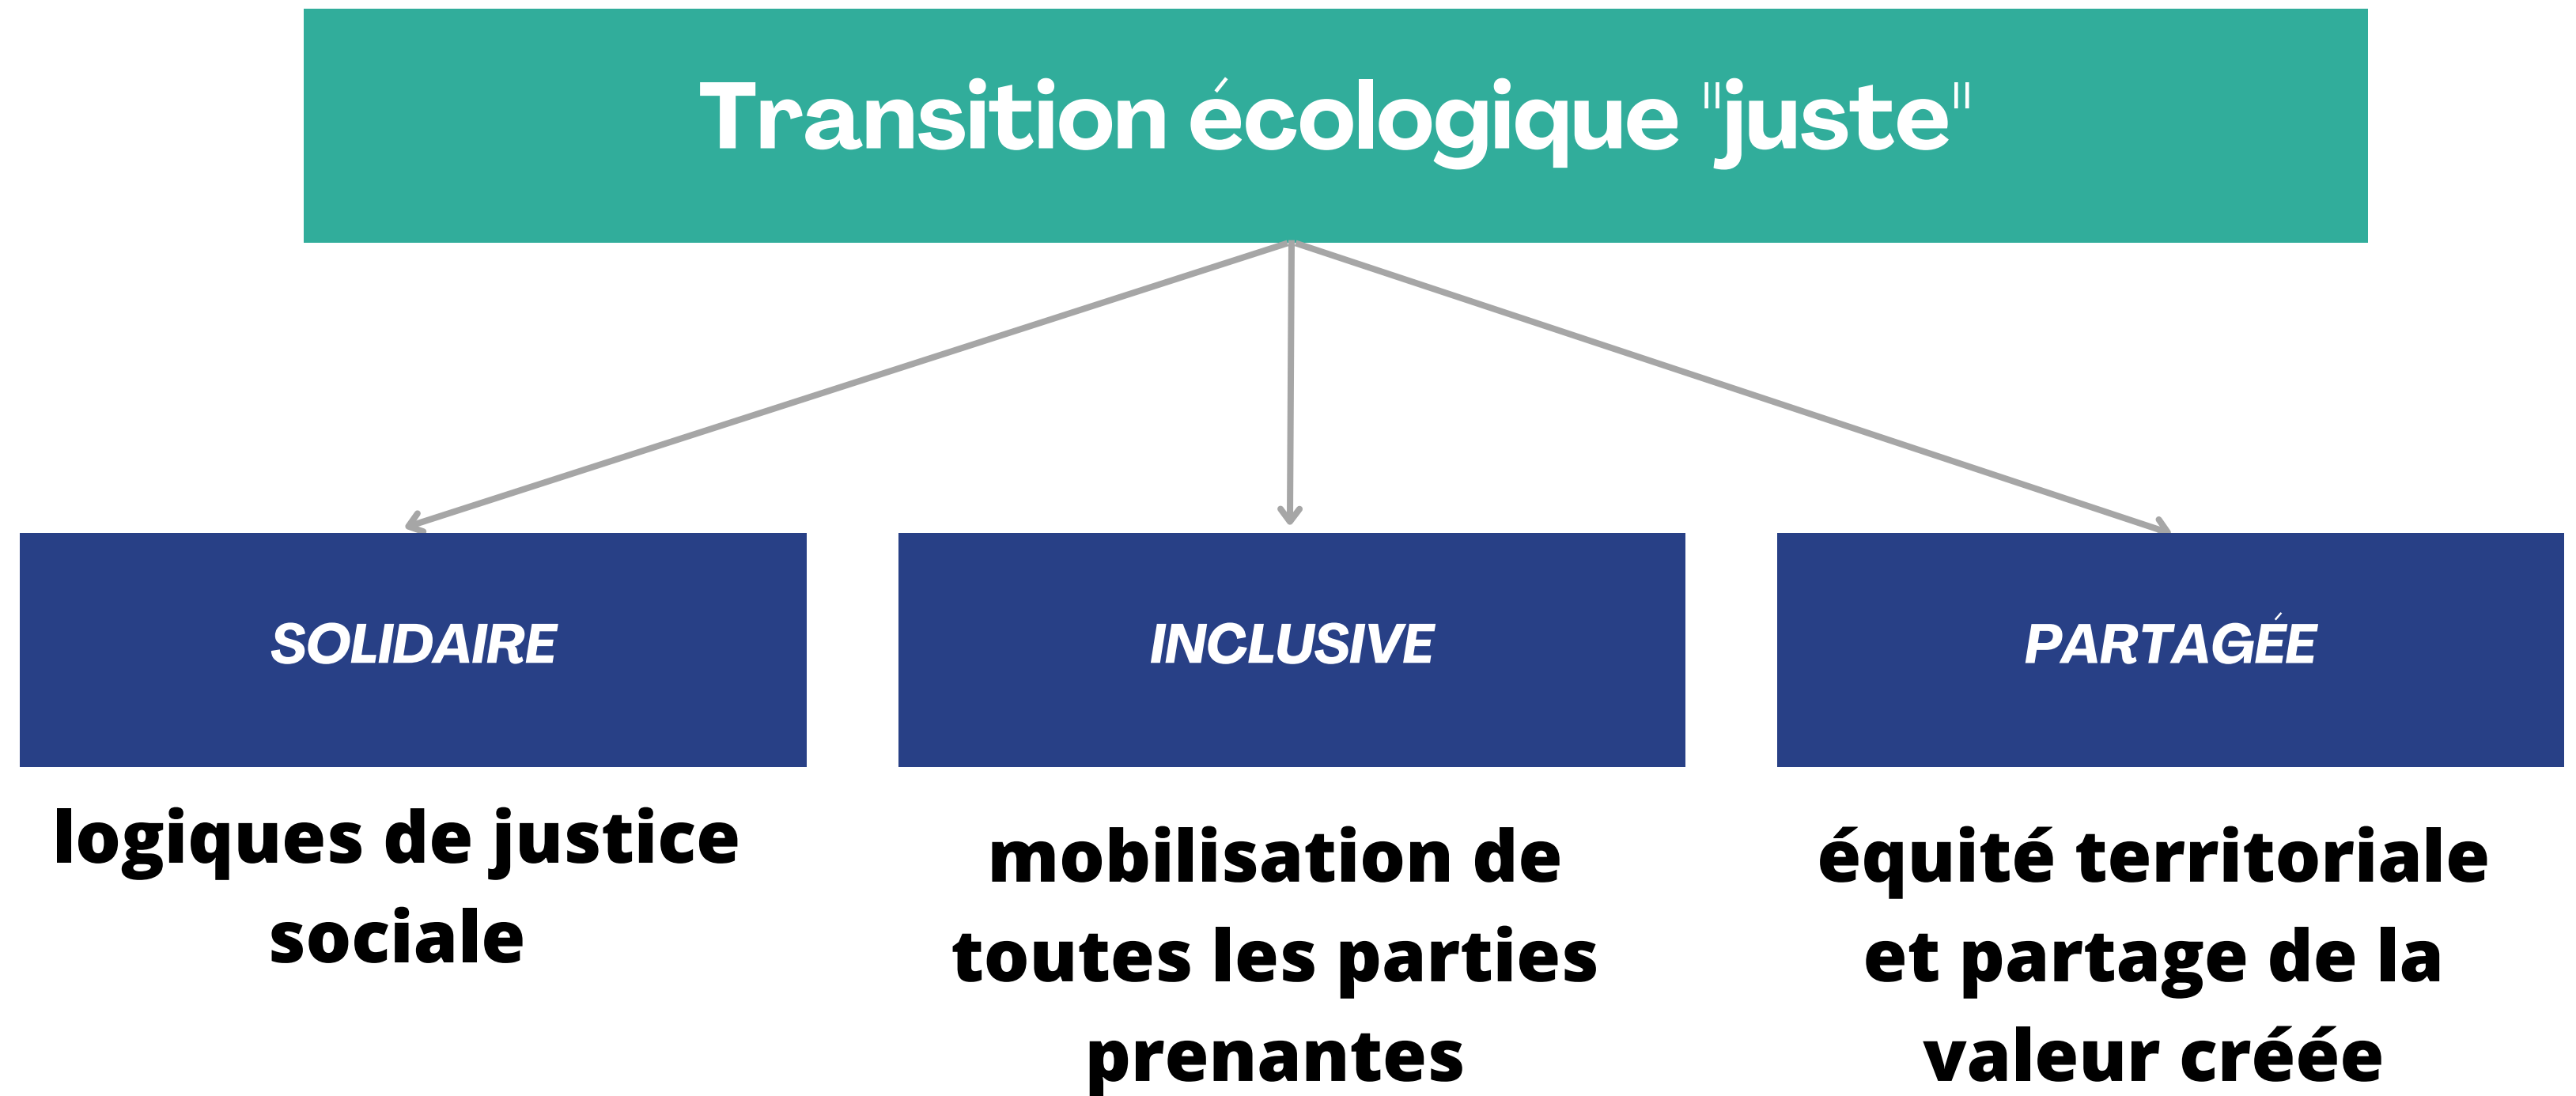 Transition écologique "juste"
SOLIDAIRE
logiques de justice
sociale
INCLUSIVE
mobilisation de
toutes les parties
prenantes
PARTAGÉE
équité territoriale
et partage de la
valeur créée